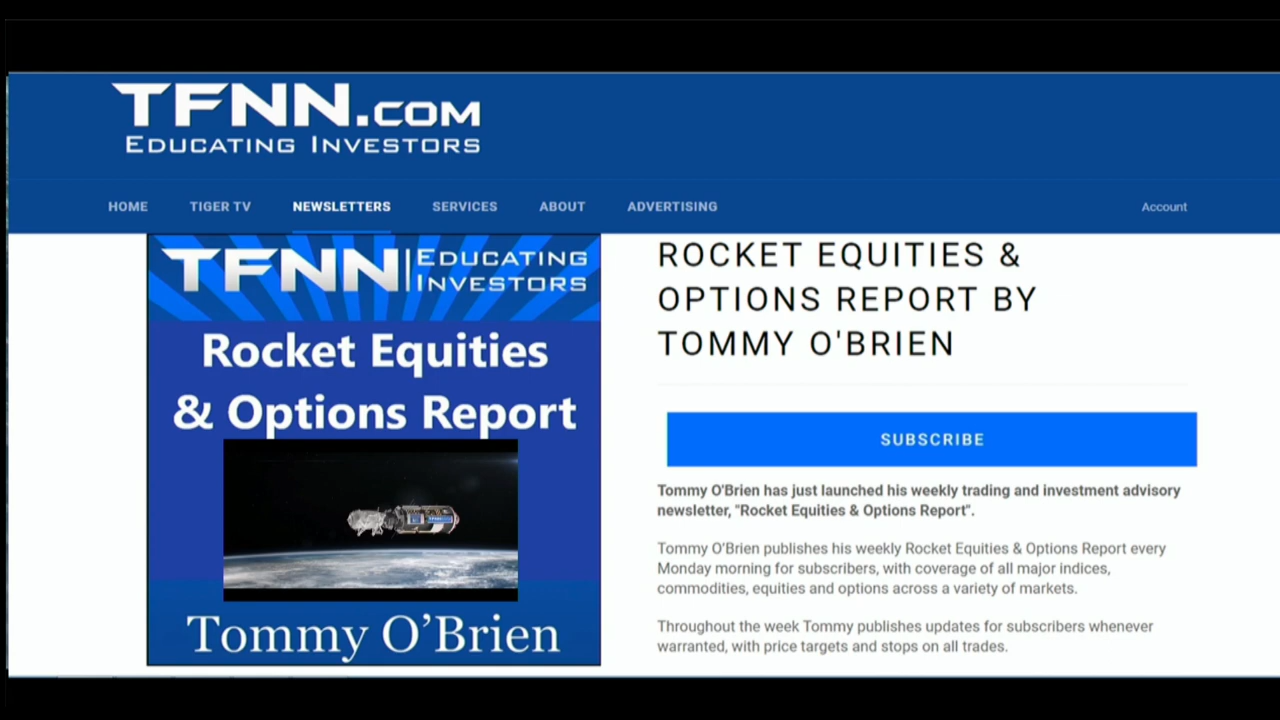 TFNN.COM
EDUCATING INVESTORS
HOME TIGER TV NEWSLETTERS SERVICES ABOUT ADVERTISING Account
TFNN EDUCATING
INVESTORS
Rocket Equities
& Options Report
Tommy O’Brien
ROCKET EQUITIES &
OPTIONS REPORT BY
TOMMY O'BRIEN
SUBSCRIBE
Tommy O'Brien has just launched his weekly trading and investment advisory
newsletter, "Rocket Equities & Options Report".
Tommy O’Brien publishes his weekly Rocket Equities & Options Report every
Monday morning for subscribers, with coverage of all major indices,
commodities, equities and options across a variety of markets.
Throughout the week Tommy publishes updates for subscribers whenever
warranted, with price targets and stops on all trades.